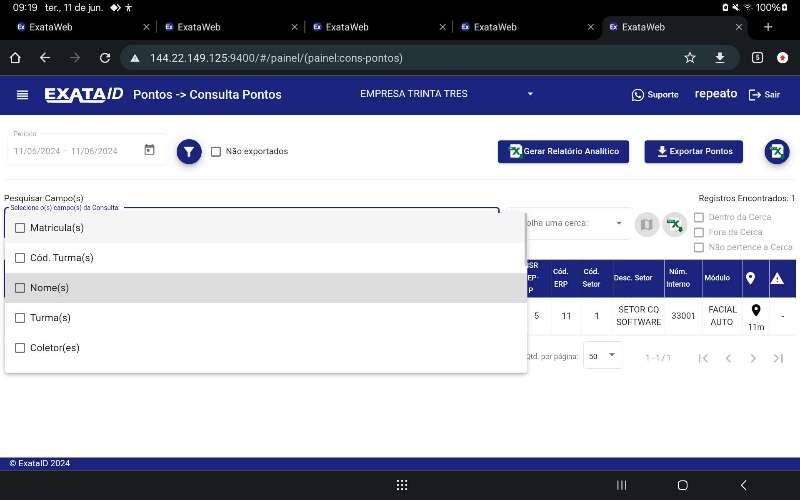 09:19 ter., 11 de jun. 100%
ExataWeb ExataWeb ExataWeb ExataWeb ExataWeb
144.22.149.125:9400/#/painel/(painel:cons-pontos) 5
EXATAID Pontos -> Consulta Pontos EMPRESA TRINTA TRES Suporte repeato Sair
Período
11/06/2024 – 11/06/2024 Não exportados Gerar Relatório Analítico Exportar Pontos
Pesquisar Campo(s) Registros Encontrados: 1
Selecione o(s) campo(s) da Consulta:
olha uma cerca: Dentro da Cerca
Fora da Cerca
Não pertence a Cerca
Matrícula(s)
Cód. Turma(s)
Nome(s)
Turma(s)
Coletor(es)
NSR REP-P Cód. ERP Cód. Setor Desc. Setor Núm. Interno Módulo
5 11 1 SETOR CQ SOFTWARE 33001 FACIAL AUTO 11m -
Qtd. por página: 50 1 - 1 / 1
© ExataID 2024